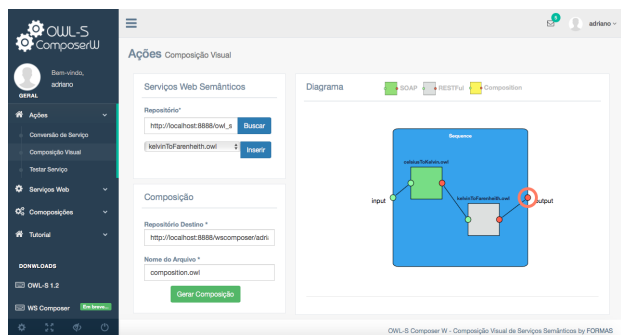 OWL-S
ComposerW
Bem-vindo,
adriano
GERAL
Ações
Conversão de Serviço
Composição Visual
Testar Serviço
Serviços Web
Comoposições
Tutorial
DONWLOADS
OWL-S 1.2
WS Composer
Em breve...
adriano
Ações Composição Visual
Serviços Web Semânticos
Repositório*
http://localhost:8888/owl_s
Buscar
kelvinToFarenheith.owl
Inserir
Composição
Repositório Destino *
http://localhost:8888/wscomposer/adri
Nome do Arquivo *
composition.owl
Gerar Composição
Diagrama
SOAP
RESTFul
Composition
Sequence
celsiusToKelvin.owl
kelvinToFarenheith.owl
input
output
OWL-S Composer W - Composição Visual de Serviços Semânticos by FORMAS